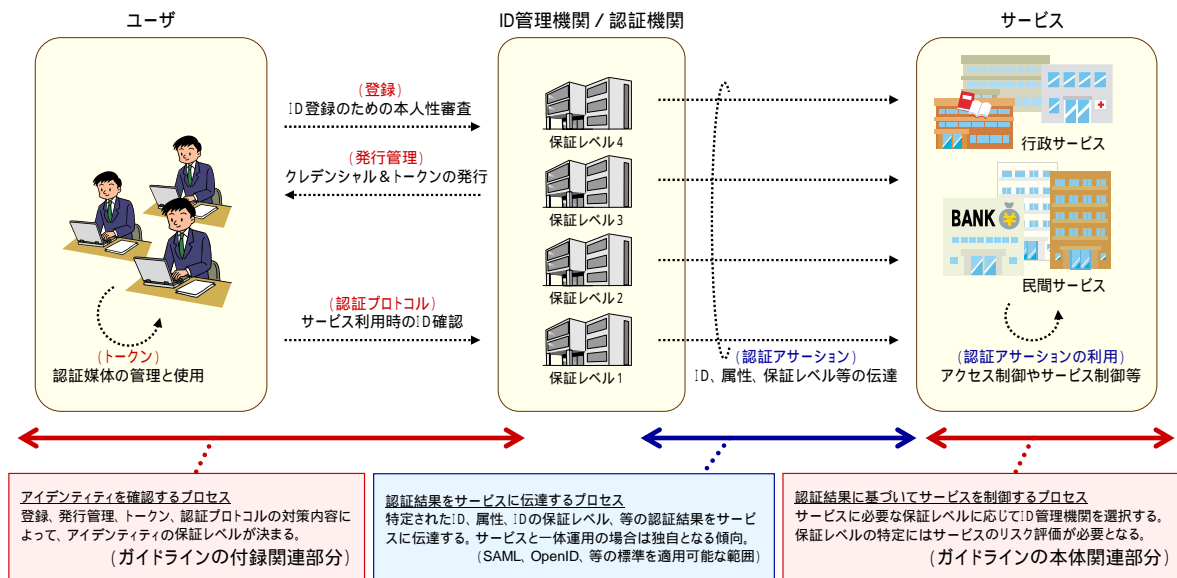 ユーザ
ID管理機関 / 認証機関
サービス
(登録)
ID登録のための本人性審査
(発行管理)
クレデンシャル＆トークンの発行
(認証プロトコル)
サービス利用時のID確認
(トークン)
認証媒体の管理と使用
保証レベル4
保証レベル3
保証レベル2
保証レベル1
(認証アサーション)
ID、属性、保証レベル等の伝達
行政サービス
BANK ¥
民間サービス
(認証アサーションの利用)
アクセス制御やサービス制御等
アイデンティティを確認するプロセス
登録、発行管理、トークン、認証プロトコルの対策内容に
よって、アイデンティティの保証レベルが決まる。
(ガイドラインの付録関連部分)
認証結果をサービスに伝達するプロセス
特定されたID、属性、IDの保証レベル、等の認証結果をサービ
スに伝達する。サービスと一体運用の場合は独自となる傾向。
(SAML、OpenID、等の標準を適用可能な範囲)
認証結果に基づいてサービスを制御するプロセス
サービスに必要な保証レベルに応じてID管理機関を選択する。
保証レベルの特定にはサービスのリスク評価が必要となる。
(ガイドラインの本体関連部分)